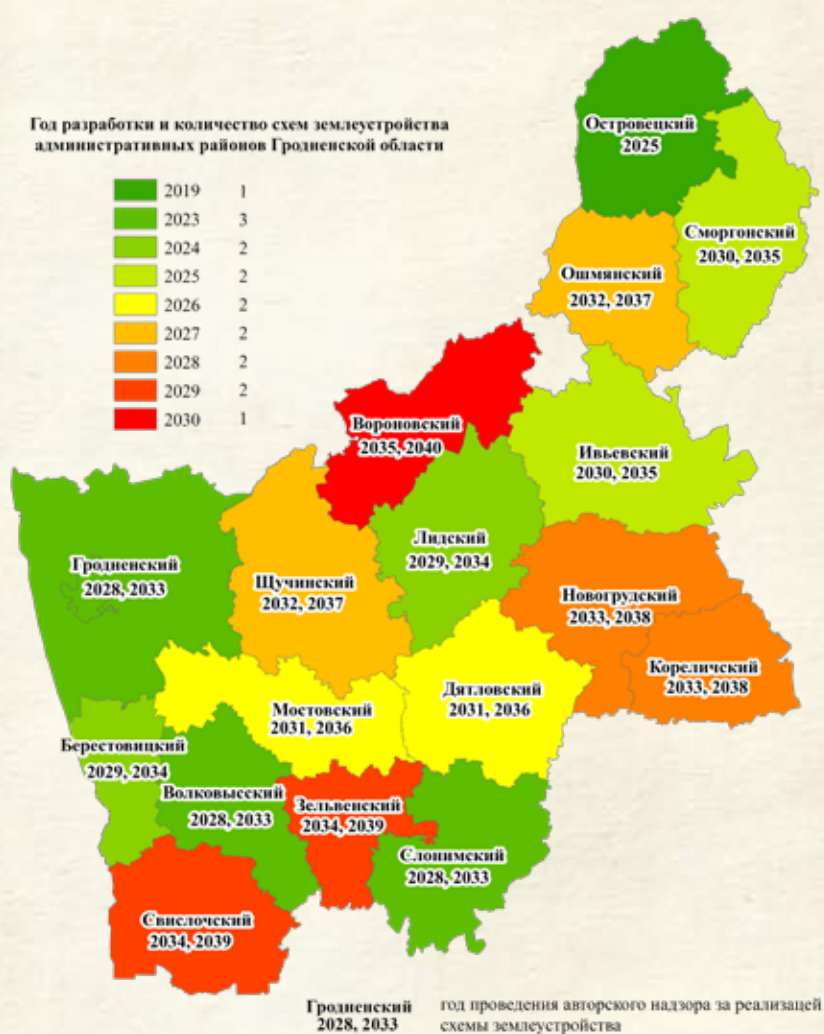 Год разработки и количество схем землеустройства
административных районов Гродненской области
2019 1
2023 3
2024 2
2025 2
2026 2
2027 2
2028 2
2029 2
2030 1
Островецкий
2025
Сморгонский
2030, 2035
Ошмянский
2032, 2037
Вороновский
2035, 2040
Ивьевский
2030, 2035
Лидский
2029, 2034
Гродненский
2028, 2033
Щучинский
2032, 2037
Новогрудский
2033, 2038
Кореличский
2033, 2038
Дятловский
2031, 2036
Мостовский
2031, 2036
Берестовицкий
2029, 2034
Волковысский
2028, 2033
Зельвенский
2034, 2039
Слонимский
2028, 2033
Свислочский
2034, 2039
Гродненский
2028, 2033
год проведения авторского надзора за реализацей
схемы землеустройства